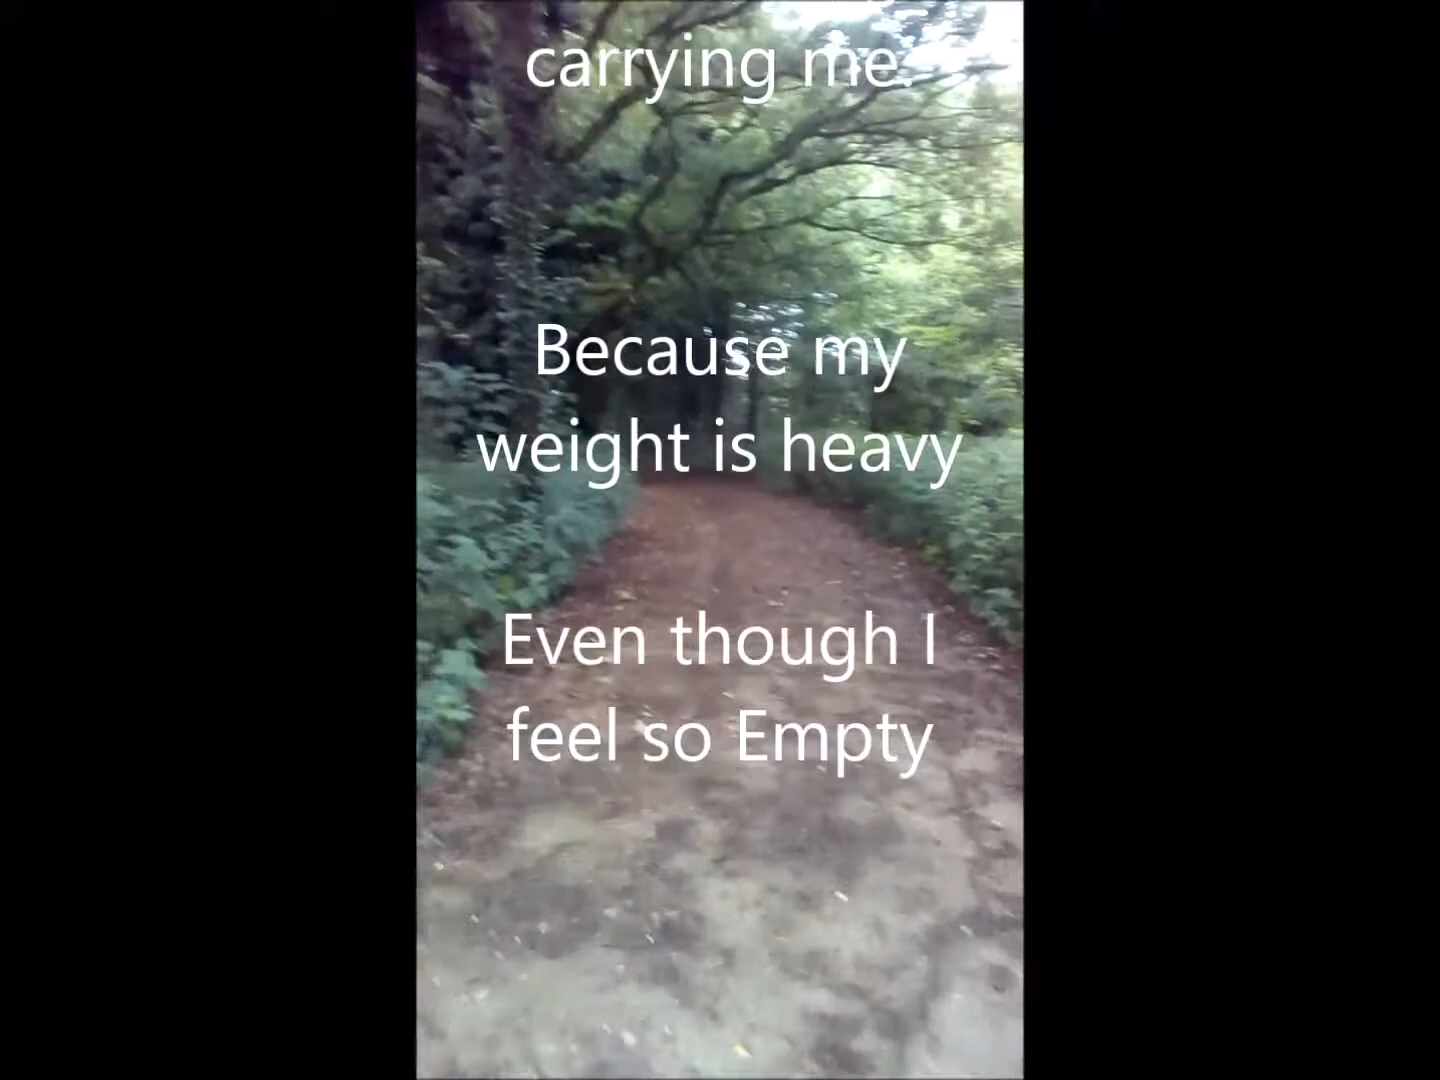 carrying me.
Because my
weight is heavy
Even though I
feel so Empty